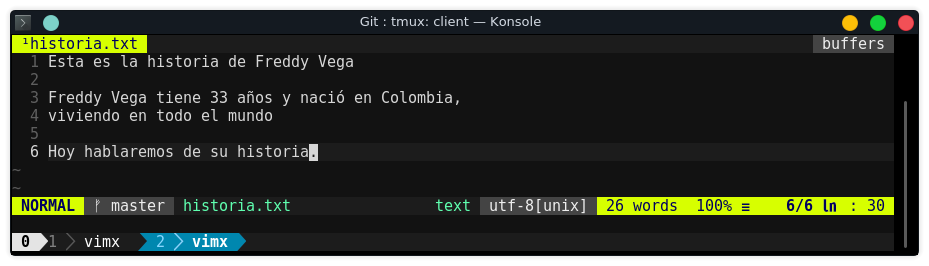 Git : tmux: client — Konsole
¹historia.txt buffers
1 Esta es la historia de Freddy Vega
2
3 Freddy Vega tiene 33 años y nació en Colombia,
4 viviendo en todo el mundo
5
6 Hoy hablaremos de su historia.
~
~
NORMAL ᚠ master historia.txt text utf-8[unix] 26 words 100% ≡ 6/6 ㏑ : 30
0 1 vimx 2 vimx